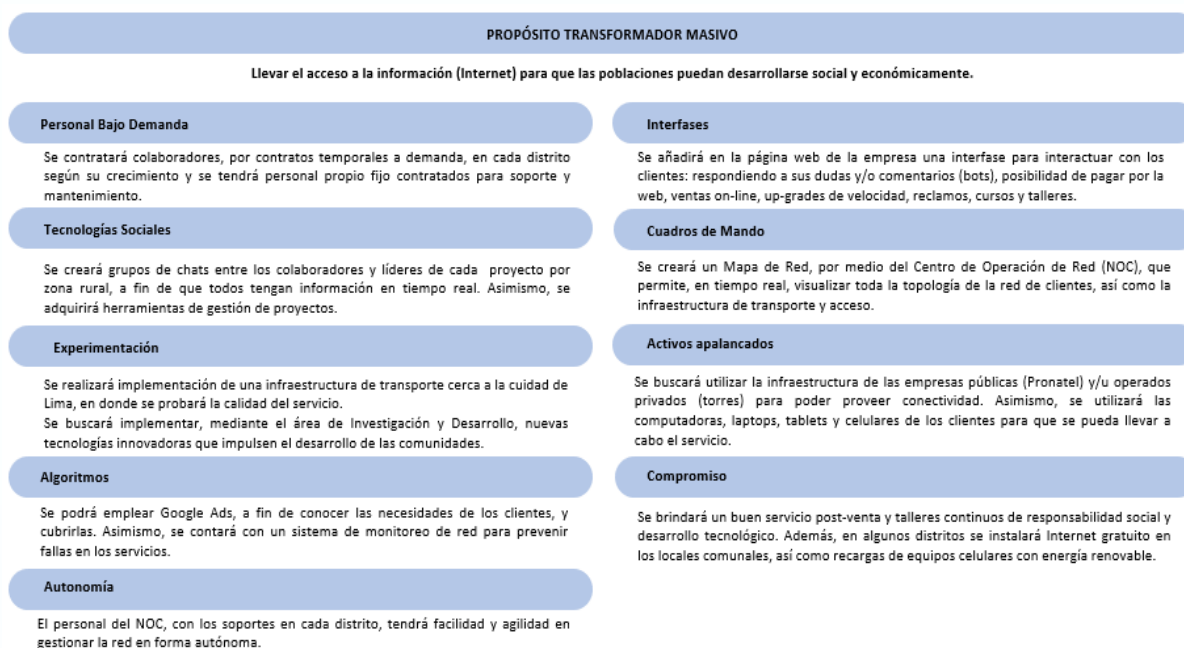 PROPÓSITO TRANSFORMADOR MASIVO
Llevar el acceso a la información (Internet) para que las poblaciones puedan desarrollarse social y económicamente.
Personal Bajo Demanda
Se contratará colaboradores, por contratos temporales a demanda, en cada distrito
según su crecimiento y se tendrá personal propio fijo contratados para soporte y
mantenimiento.
Tecnologías Sociales
Se creará grupos de chats entre los colaboradores y líderes de cada proyecto por
zona rural, a fin de que todos tengan información en tiempo real. Asimismo, se
adquirirá herramientas de gestión de proyectos.
Experimentación
Se realizará implementación de una infraestructura de transporte cerca a la cuidad de
Lima, en donde se probará la calidad del servicio.
Se buscará implementar, mediante el área de Investigación y Desarrollo, nuevas
tecnologías innovadoras que impulsen el desarrollo de las comunidades.
Algoritmos
Se podrá emplear Google Ads, a fin de conocer las necesidades de los clientes, y
cubrirlas. Asimismo, se contará con un sistema de monitoreo de red para prevenir
fallas en los servicios.
Autonomía
El personal del NOC, con los soportes en cada distrito, tendrá facilidad y agilidad en
gestionar la red en forma autónoma.
Interfases
Se añadirá en la página web de la empresa una interfase para interactuar con los
clientes: respondiendo a sus dudas y/o comentarios (bots), posibilidad de pagar por la
web, ventas on-line, up-grades de velocidad, reclamos, cursos y talleres.
Cuadros de Mando
Se creará un Mapa de Red, por medio del Centro de Operación de Red (NOC), que
permite, en tiempo real, visualizar toda la topología de la red de clientes, así como la
infraestructura de transporte y acceso.
Activos apalancados
Se buscará utilizar la infraestructura de las empresas públicas (Pronatel) y/u operados
privados (torres) para poder proveer conectividad. Asimismo, se utilizará las
computadoras, laptops, tablets y celulares de los clientes para que se pueda llevar a
cabo el servicio.
Compromiso
Se brindará un buen servicio post-venta y talleres continuos de responsabilidad social y
desarrollo tecnológico. Además, en algunos distritos se instalará Internet gratuito en
los locales comunales, así como recargas de equipos celulares con energía renovable.